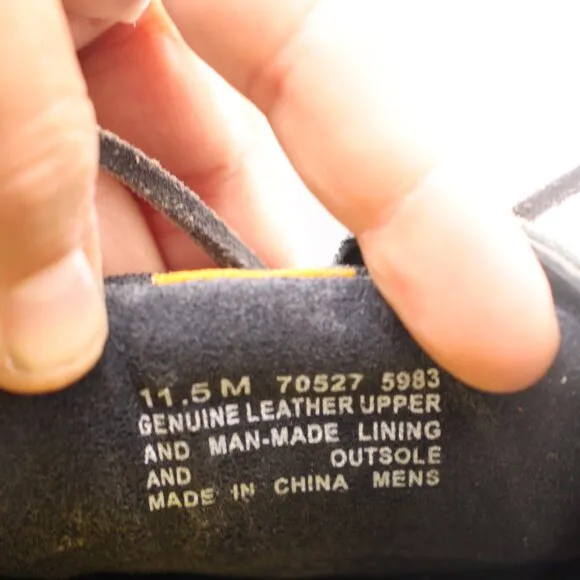 11.5 M 70527 5983
GENUINE LEATHER UPPER
AND MAN-MADE LINING
AND OUTSOLE
MADE IN CHINA MENS